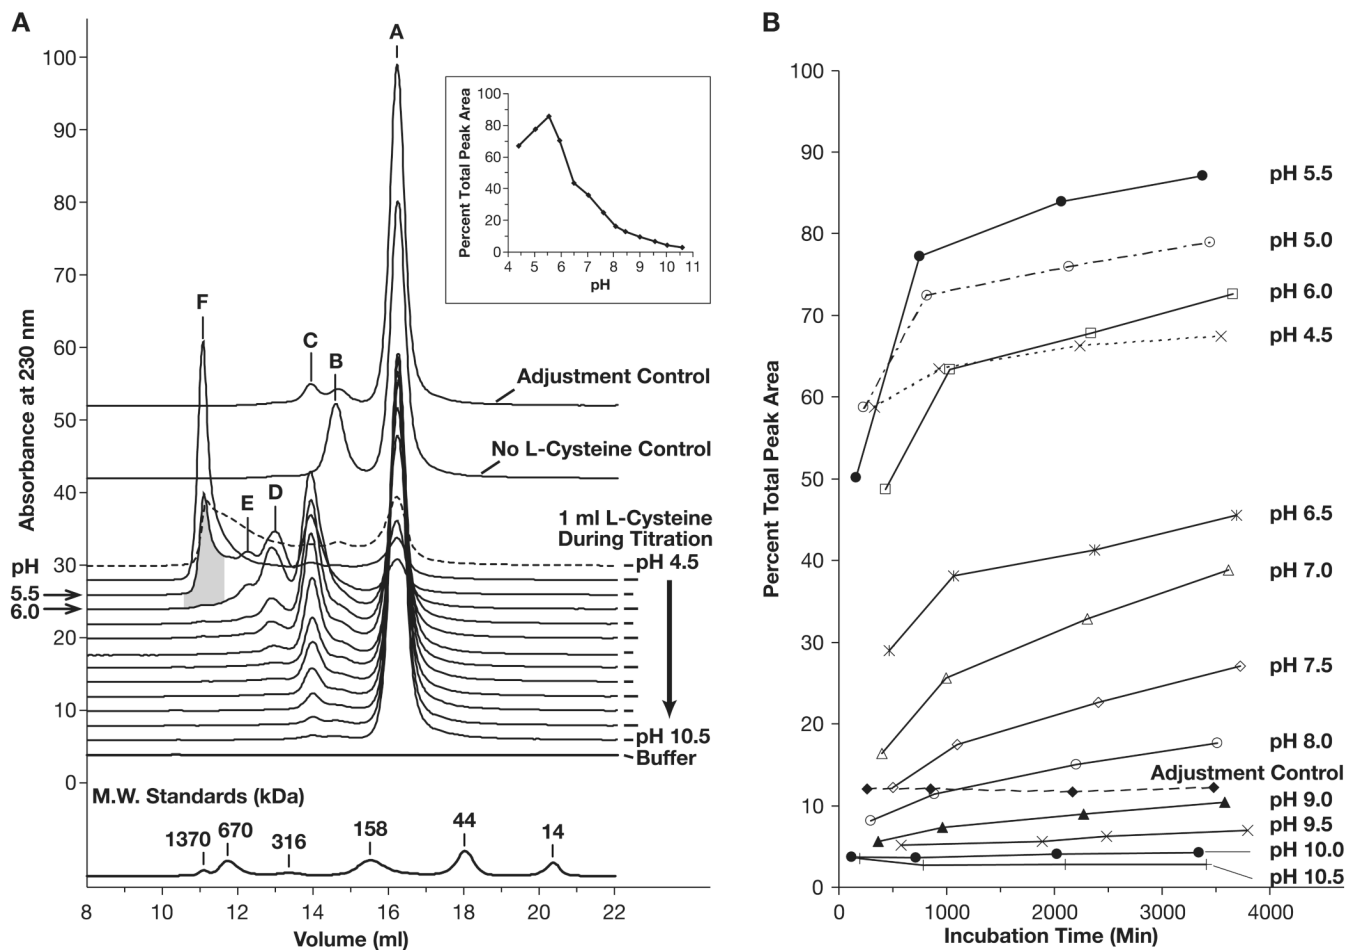 A
B
A
100
90
80
70
60
50
40
30
20
10
0
Absorbance at 230 nm
100
80
60
40
20
0
Percent Total Peak Area
4 5 6 7 8 9 10 11
pH
F
C
B
E
D
Adjustment Control
No L-Cysteine Control
1 ml L-Cysteine
During Titration
pH 4.5
pH
5.5
6.0
pH 10.5
Buffer
M.W. Standards (kDa)
1370 670 316 158 44 14
8 10 12 14 16 18 20 22
Volume (ml)
100
90
80
70
60
50
40
30
20
10
0
Percent Total Peak Area
pH 5.5
pH 5.0
pH 6.0
pH 4.5
pH 6.5
pH 7.0
pH 7.5
pH 8.0
Adjustment Control
pH 9.0
pH 9.5
pH 10.0
pH 10.5
0 1000 2000 3000 4000
Incubation Time (Min)